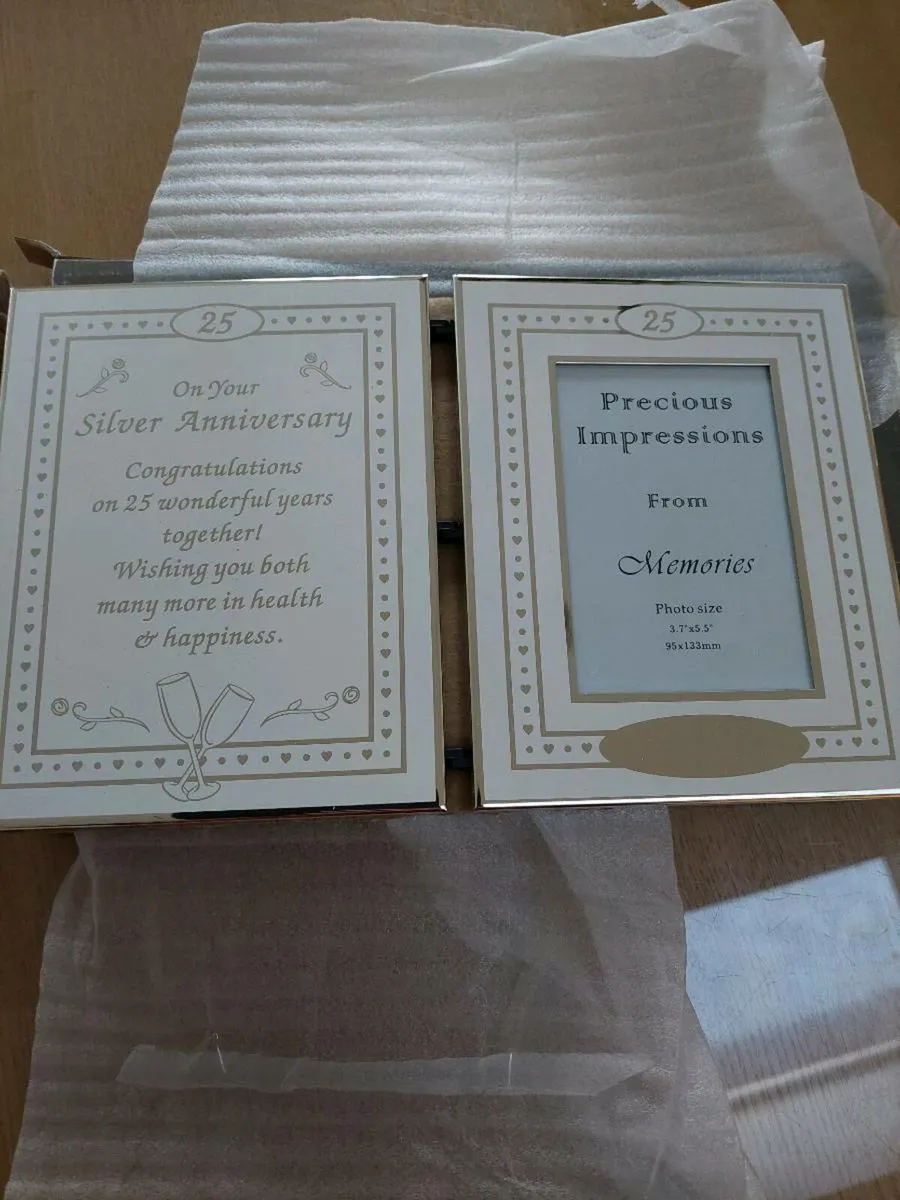 25
On Your
Silver Anniversary
Congratulations
on 25 wonderful years
together!
Wishing you both
many more in health
& happiness.
25
Precious
Impressions
From
Memories
Photo size
3.7"x5.5"
95x133mm